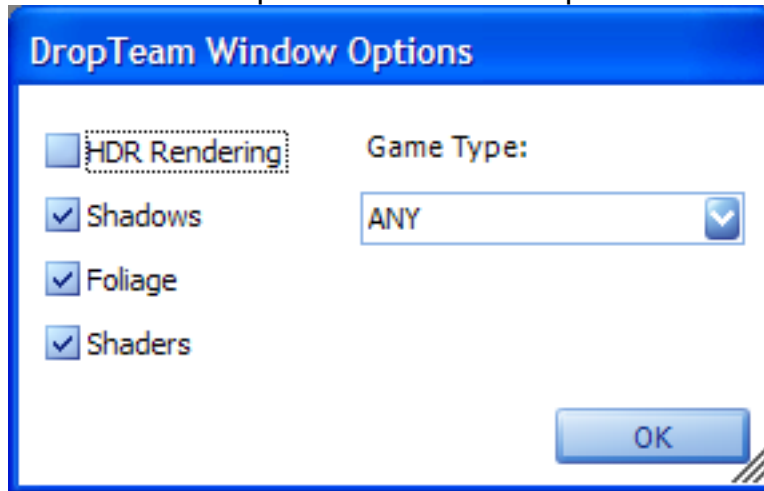 DropTeam Window Options
HDR Rendering
Game Type:
Shadows
ANY
Foliage
Shaders
OK